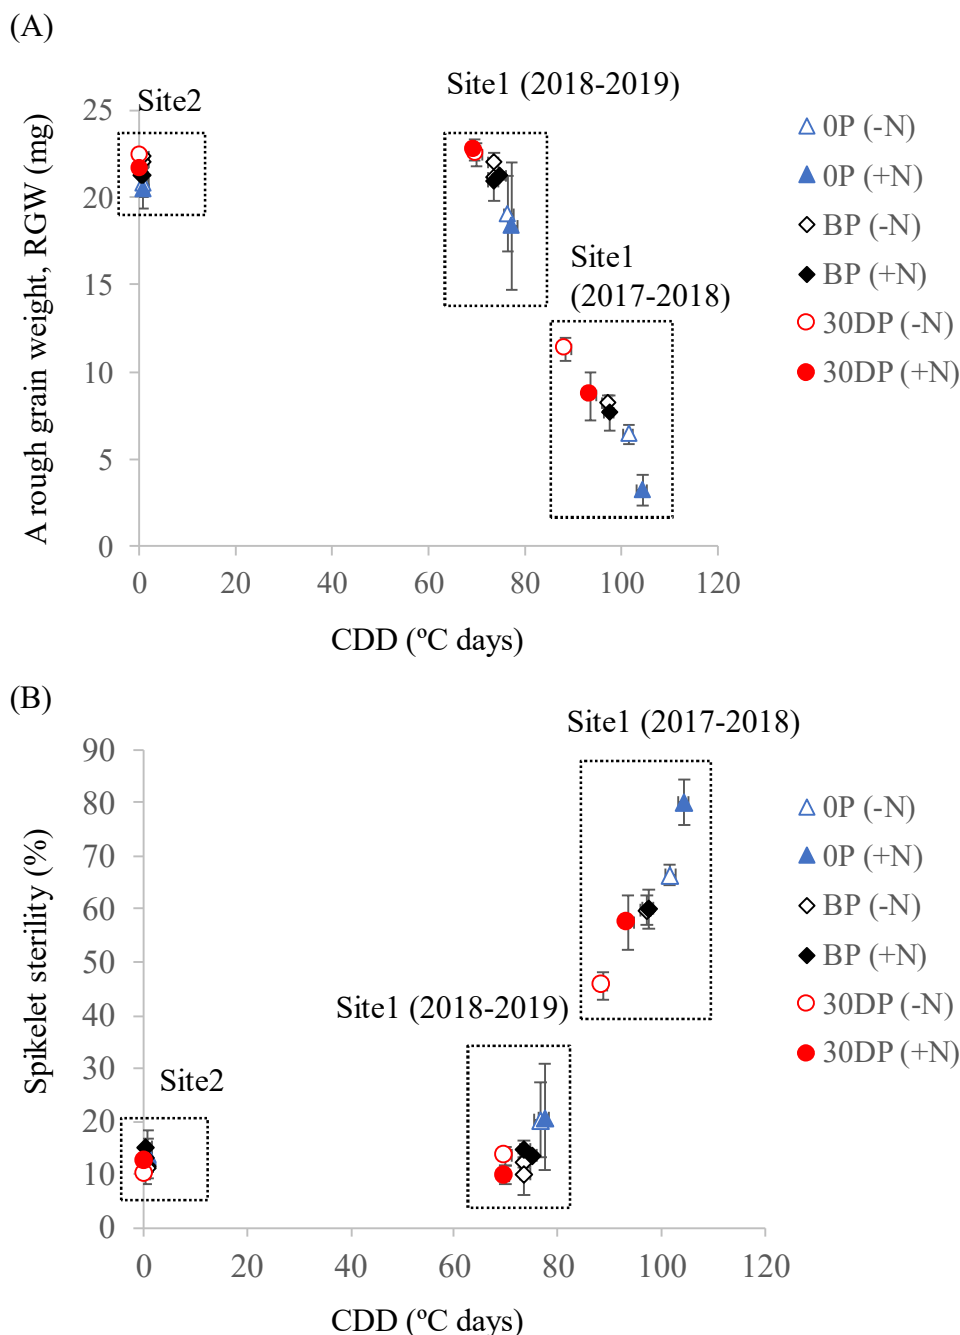 (A)
Site2
Site1 (2018-2019)
Site1
(2017-2018)
A rough grain weight, RGW (mg)
25
20
15
10
5
0
0 20 40 60 80 100 120
CDD (ºC days)
0P (-N)
0P (+N)
BP (-N)
BP (+N)
30DP (-N)
30DP (+N)
(B)
Site1 (2017-2018)
Site1 (2018-2019)
Site2
Spikelet sterility (%)
90
80
70
60
50
40
30
20
10
0
0 20 40 60 80 100 120
CDD (ºC days)
0P (-N)
0P (+N)
BP (-N)
BP (+N)
30DP (-N)
30DP (+N)